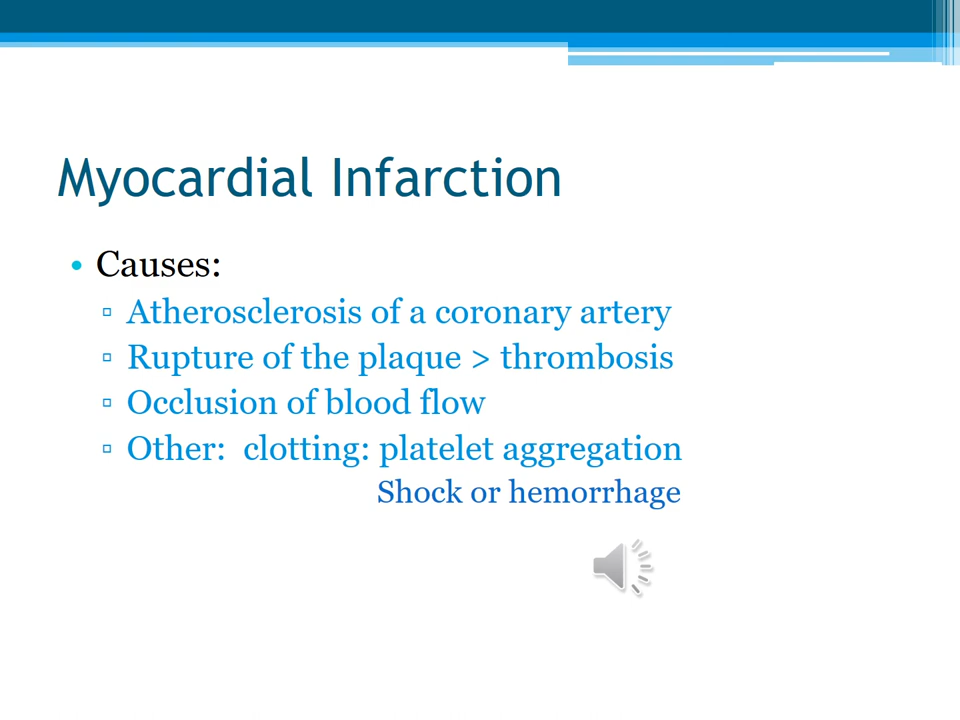 Myocardial Infarction
• Causes:
▫ Atherosclerosis of a coronary artery
▫ Rupture of the plaque > thrombosis
▫ Occlusion of blood flow
▫ Other:  clotting: platelet aggregation
Shock or hemorrhage